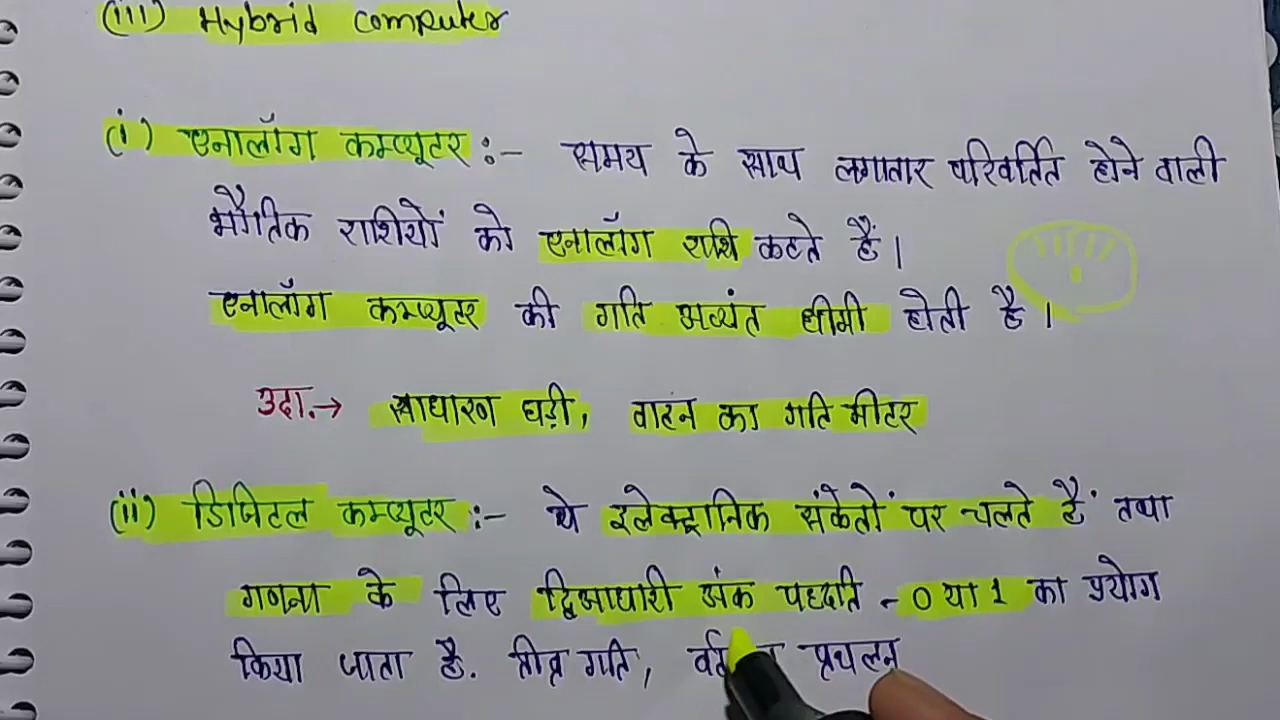 (iii) Hybrid computer
(i) एनालॉग कम्प्यूटर :- समय के साथ लगातार परिवर्तित होने वाली
भौतिक राशियों को एनालॉग राशि कहते हैं।
एनालॉग कम्प्यूटर की गति अत्यंत धीमी होती है।
उदा.→ साधारण घड़ी, वाहन का गति मीटर
(ii) डिजिटल कम्प्यूटर :- ये इलेक्ट्रानिक संकेतों पर चलते हैं तथा
गणना के लिए द्विआधारी अंक पद्दति - 0 या 1 का प्रयोग
किया जाता है. तीव्र गति, प्रचलन